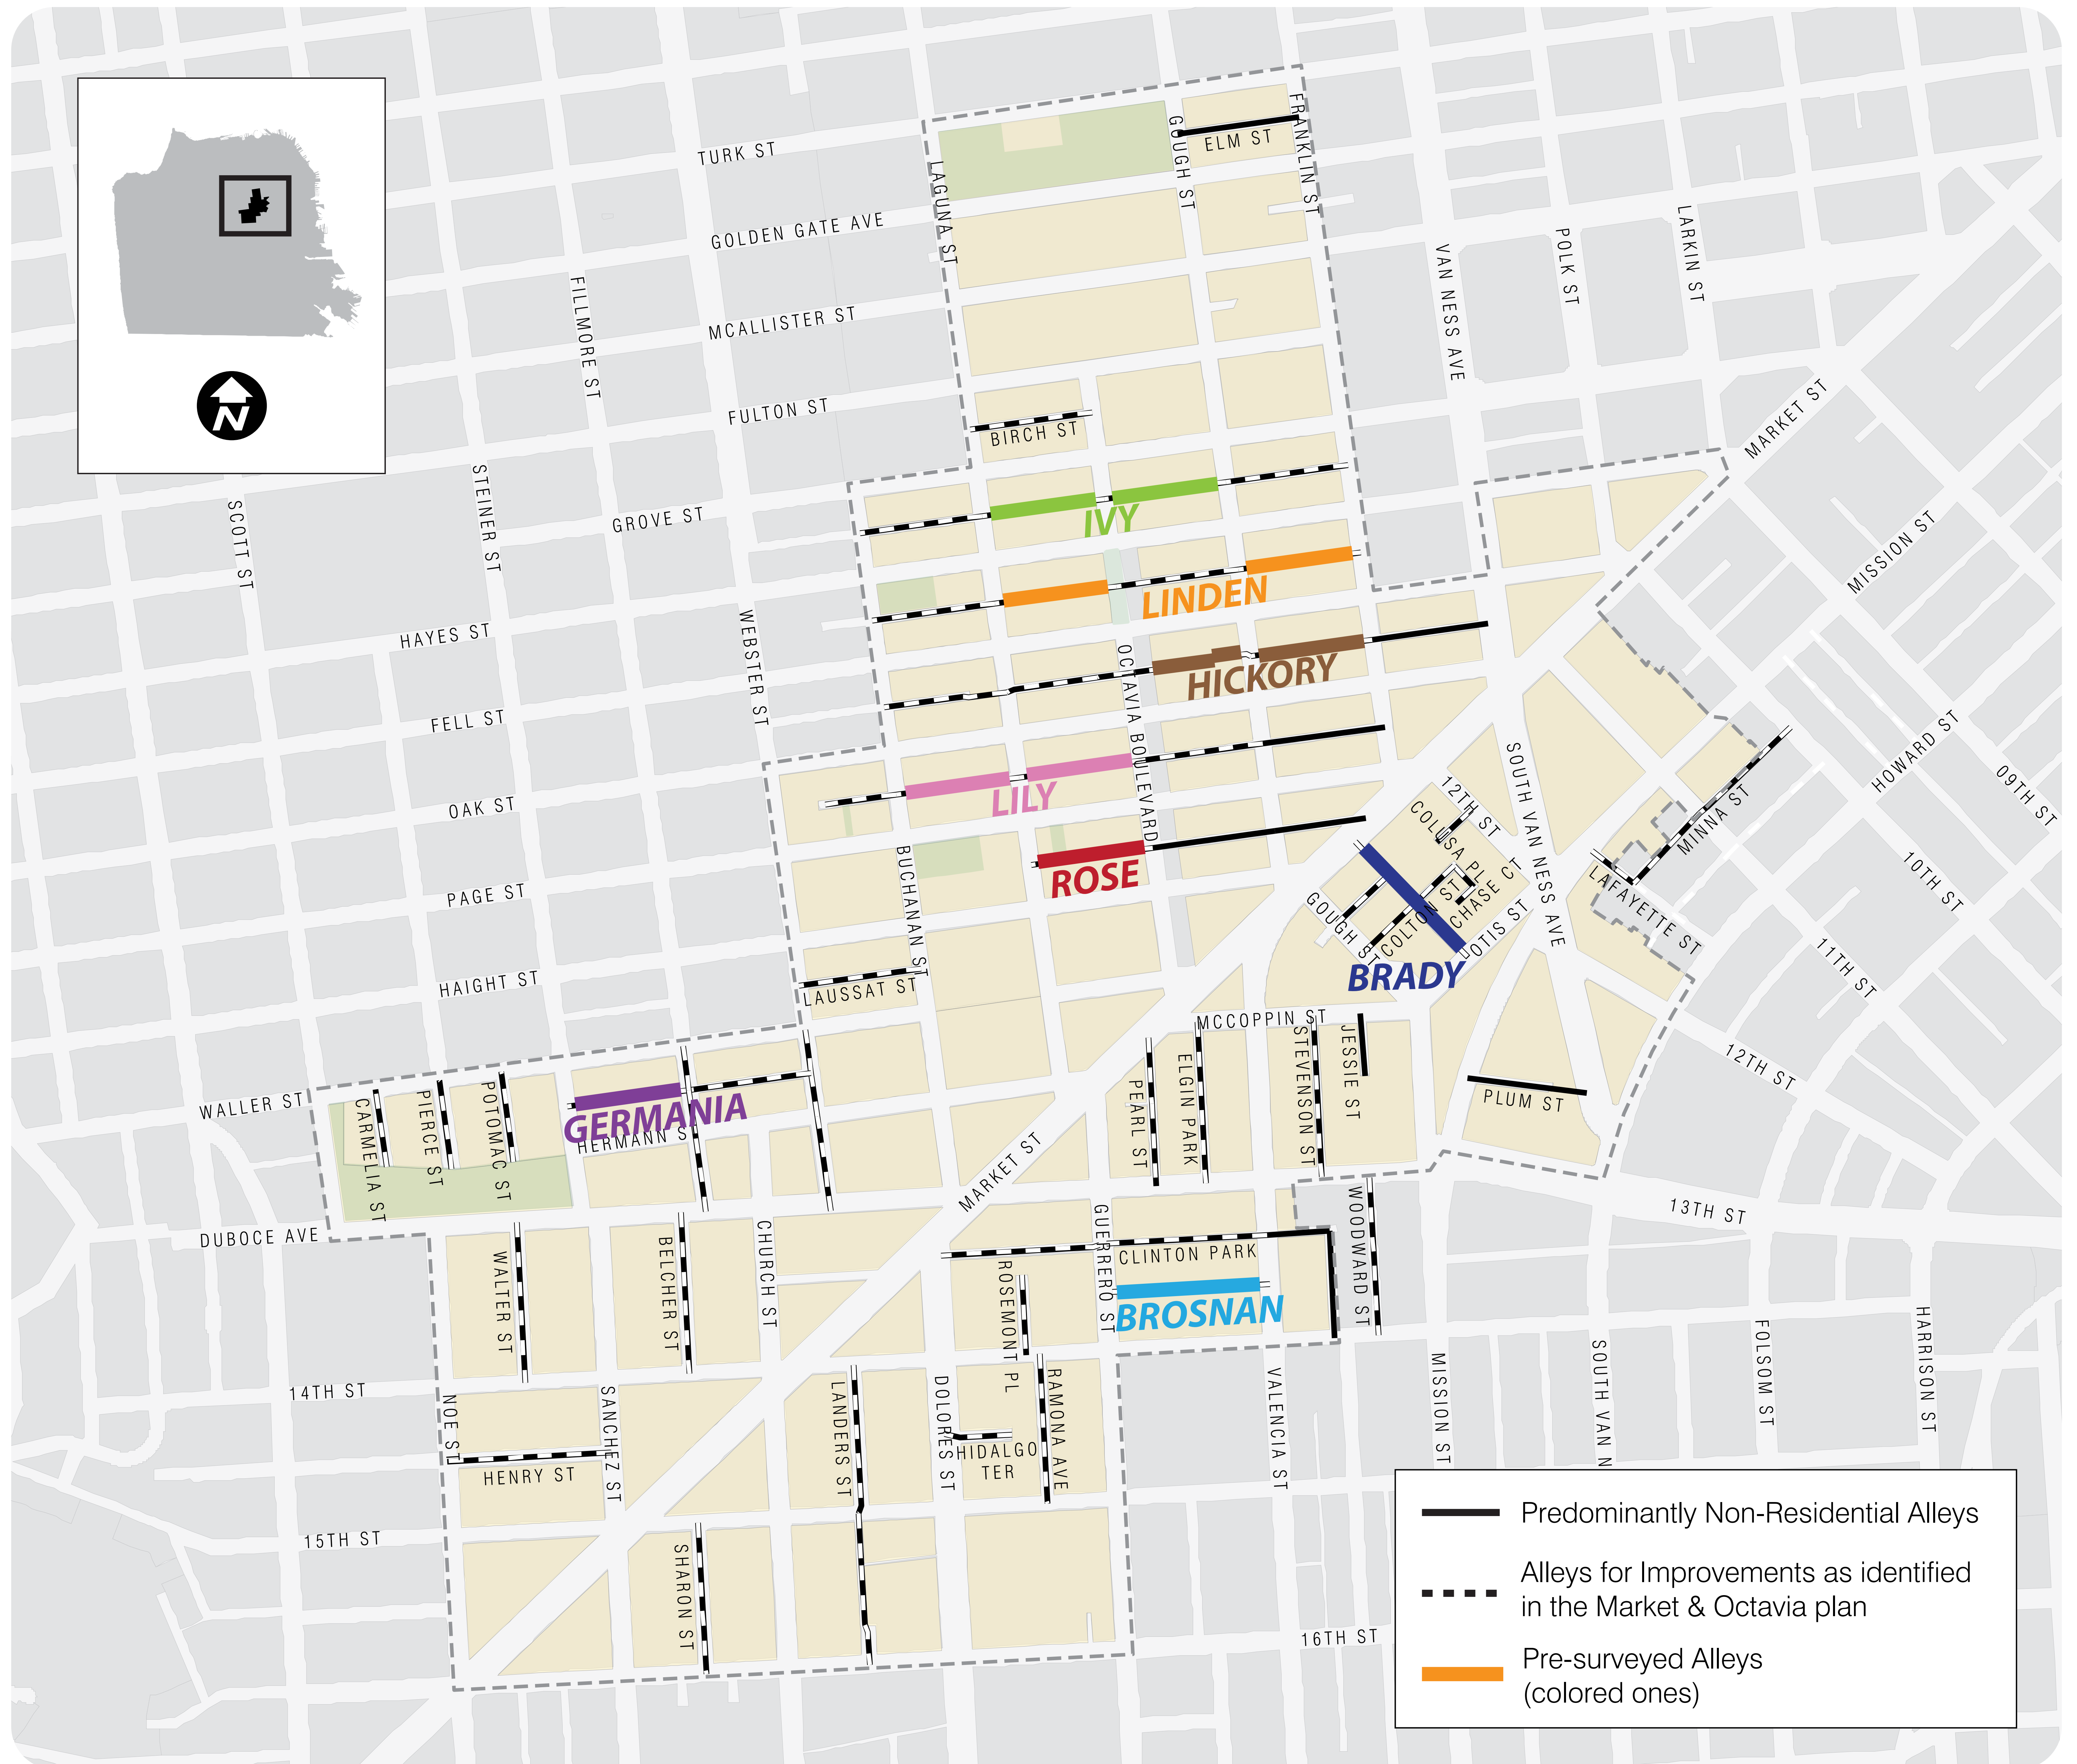 TURK ST
GOLDEN GATE AVE
MCALLISTER ST
FULTON ST
GROVE ST
HAYES ST
FELL ST
OAK ST
PAGE ST
HAIGHT ST
WALLER ST
DUBOCE AVE
14TH ST
15TH ST
16TH ST
SCOTT ST
STEINER ST
FILLMORE ST
WEBSTER ST
LAGUNA ST
GOUGH ST
ELM ST
FRANKLIN ST
VAN NESS AVE
POLK ST
LARKIN ST
MARKET ST
MISSION ST
HOWARD ST
09TH ST
10TH ST
11TH ST
12TH ST
13TH ST
N
BIRCH ST
IVY
LINDEN
HICKORY
OCTAVIA BOULEVARD
LILY
ROSE
BUCHANAN ST
LAUSSAT ST
SOUTH VAN NESS AVE
12TH ST
COLUSA PL
CHASE CT
COLTON ST
GOUGH ST
OTIS ST
BRADY
MINNA ST
LAFAYETTE ST
MCCOPPIN ST
PEARL ST
ELGIN PARK
STEVENSON ST
JESSIE ST
PLUM ST
CARMELIA ST
PIERCE ST
POTOMAC ST
GERMANIA
HERMANN S
MARKET ST
WALTER ST
BELCHER ST
CHURCH ST
GUERRERO ST
CLINTON PARK
BROSNAN
WOODWARD ST
ROSEMONT PL
RAMONA AVE
LANDERS ST
DOLORES ST
HIDALGO
TER
NOE ST
SANCHEZ ST
HENRY ST
SHARON ST
VALENCIA ST
MISSION ST
SOUTH VAN N
FOLSOM ST
HARRISON ST
Predominantly Non-Residential Alleys
Alleys for Improvements as identified
in the Market & Octavia plan
Pre-surveyed Alleys
(colored ones)